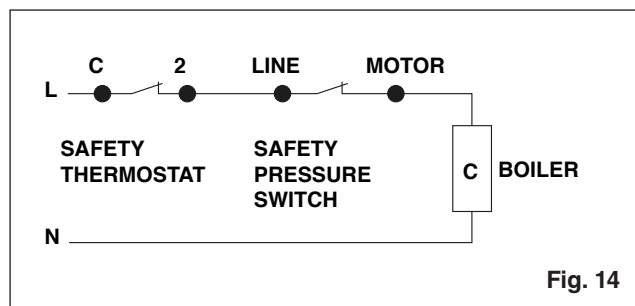 C 2 LINE MOTOR
L
SAFETY THERMOSTAT
SAFETY PRESSURE SWITCH
C BOILER
N
Fig. 14